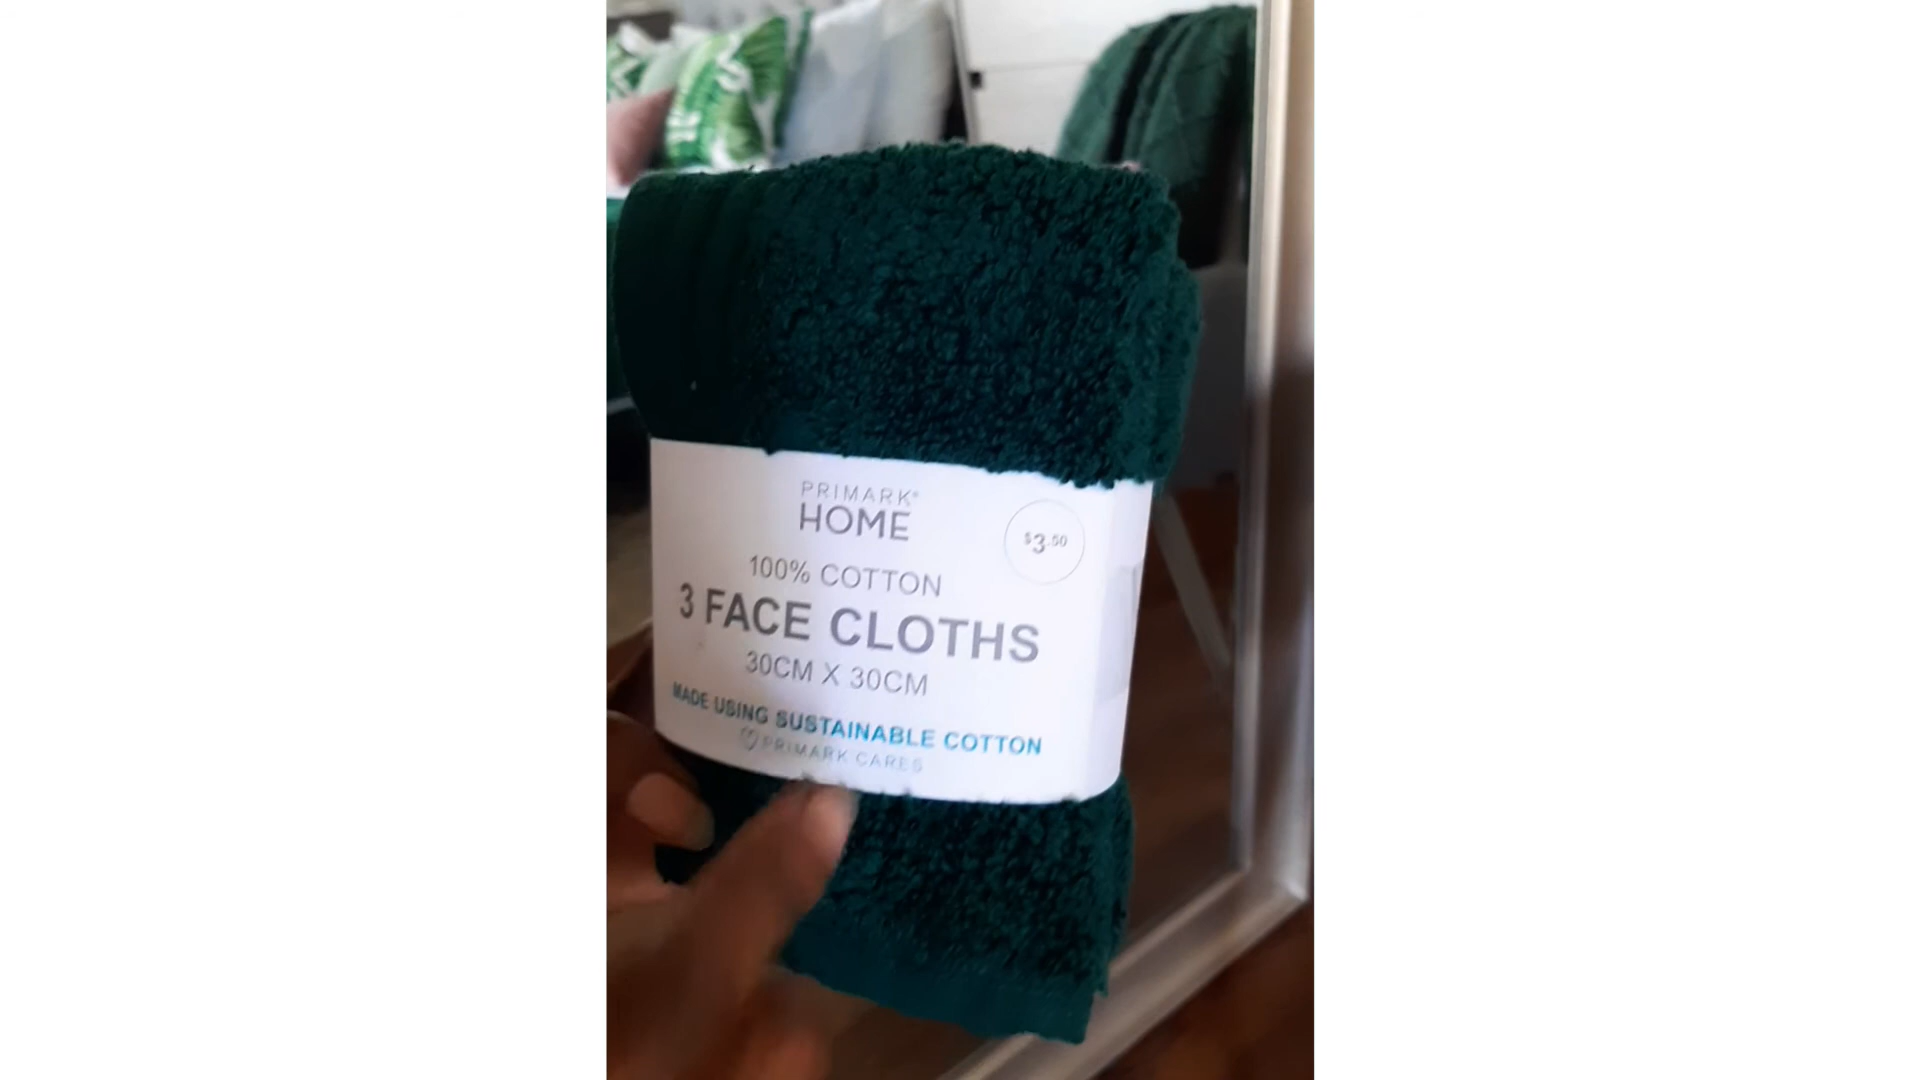 PRIMARK®
HOME
$3.50
100% COTTON
3 FACE CLOTHS
30CM X 30CM
MADE USING SUSTAINABLE COTTON
PRIMARK CARES